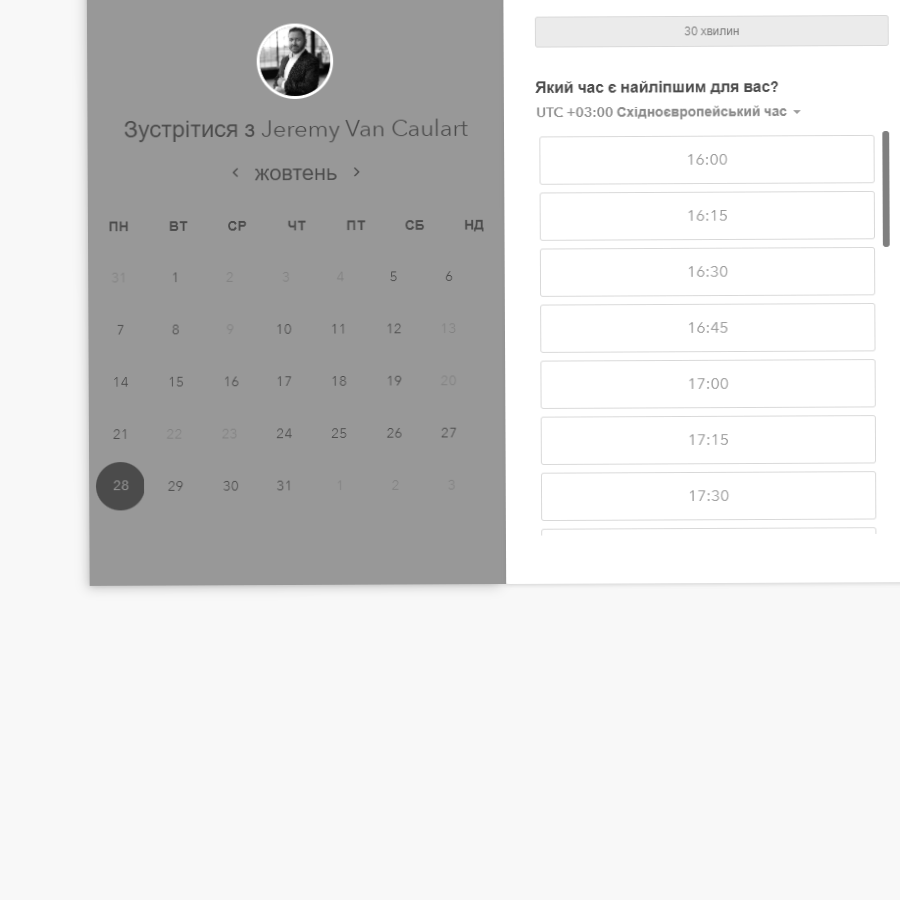 Зустрітися з Jeremy Van Caulart
жовтень
ПН ВТ СР ЧТ ПТ СБ НД
31 1 2 3 4 5 6
7 8 9 10 11 12 13
14 15 16 17 18 19 20
21 22 23 24 25 26 27
28 29 30 31 1 2 3
30 хвилин
Який час є найліпшим для вас?
UTC +03:00 Східноєвропейський час
16:00
16:15
16:30
16:45
17:00
17:15
17:30